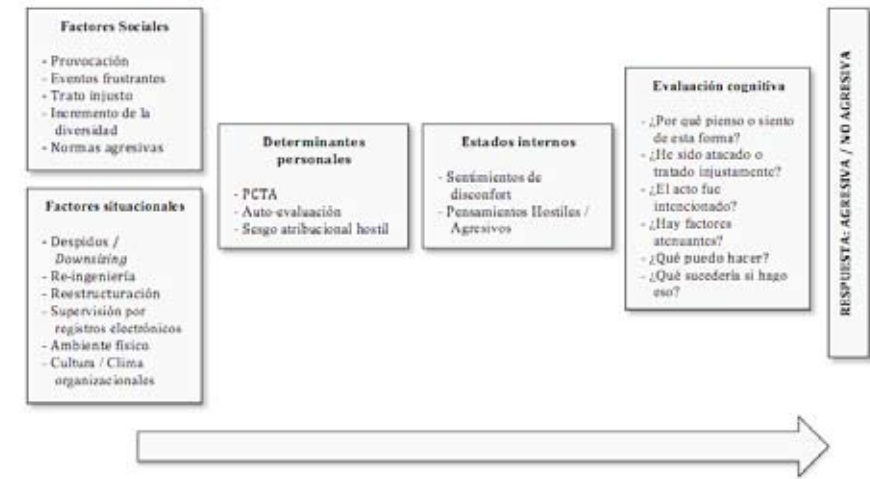 Factores Sociales
- Provocación
- Eventos frustrantes
- Trato injusto
- Incremento de la
diversidad
- Normas agresivas
Factores situacionales
- Despidos /
Downsizing
- Re-ingeniería
- Reestructuración
- Supervisión por
registros electrónicos
- Ambiente físico
- Cultura / Clima
organizacionales
Determinantes
personales
- PCTA
- Auto-evaluación
- Sesgo atribucional hostil
Estados internos
- Sentimientos de
disconfort
- Pensamientos Hostiles /
Agresivos
Evaluación cognitiva
- ¿Por qué pienso o siento
de esta forma?
- ¿He sido atacado o
tratado injustamente?
- ¿El acto fue
intencionado?
- ¿Hay factores
atenuantes?
- ¿Qué puedo hacer?
- ¿Qué sucedería si hago
eso?
RESPUESTA: AGRESIVA / NO AGRESIVA